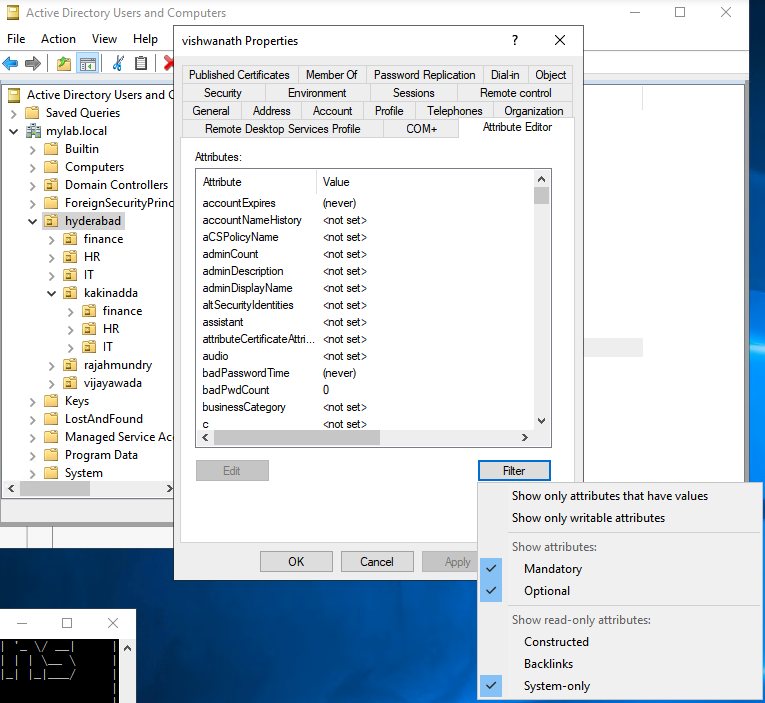 Active Directory Users and Computers
File Action View Help
Active Directory Users and C
Saved Queries
mylab.local
Builtin
Computers
Domain Controllers
ForeignSecurityPrinc
hyderabad
finance
HR
IT
kakinadda
finance
HR
IT
rajahmundry
vijayawada
Keys
LostAndFound
Managed Service Ac
Program Data
System
vishwanath Properties
?
Published Certificates Member Of Password Replication Dial-in Object
Security Environment Sessions Remote control
General Address Account Profile Telephones Organization
Remote Desktop Services Profile COM+ Attribute Editor
Attributes:
Attribute Value
accountExpires (never)
accountNameHistory <not set>
aCSPolicyName <not set>
adminCount <not set>
adminDescription <not set>
adminDisplayName <not set>
altSecurityIdentities <not set>
assistant <not set>
attributeCertificateAttri... <not set>
audio <not set>
badPasswordTime (never)
badPwdCount 0
businessCategory <not set>
c <not set>
Edit Filter
OK Cancel Apply
Show only attributes that have values
Show only writable attributes
Show attributes:
Mandatory
Optional
Show read-only attributes:
Constructed
Backlinks
System-only